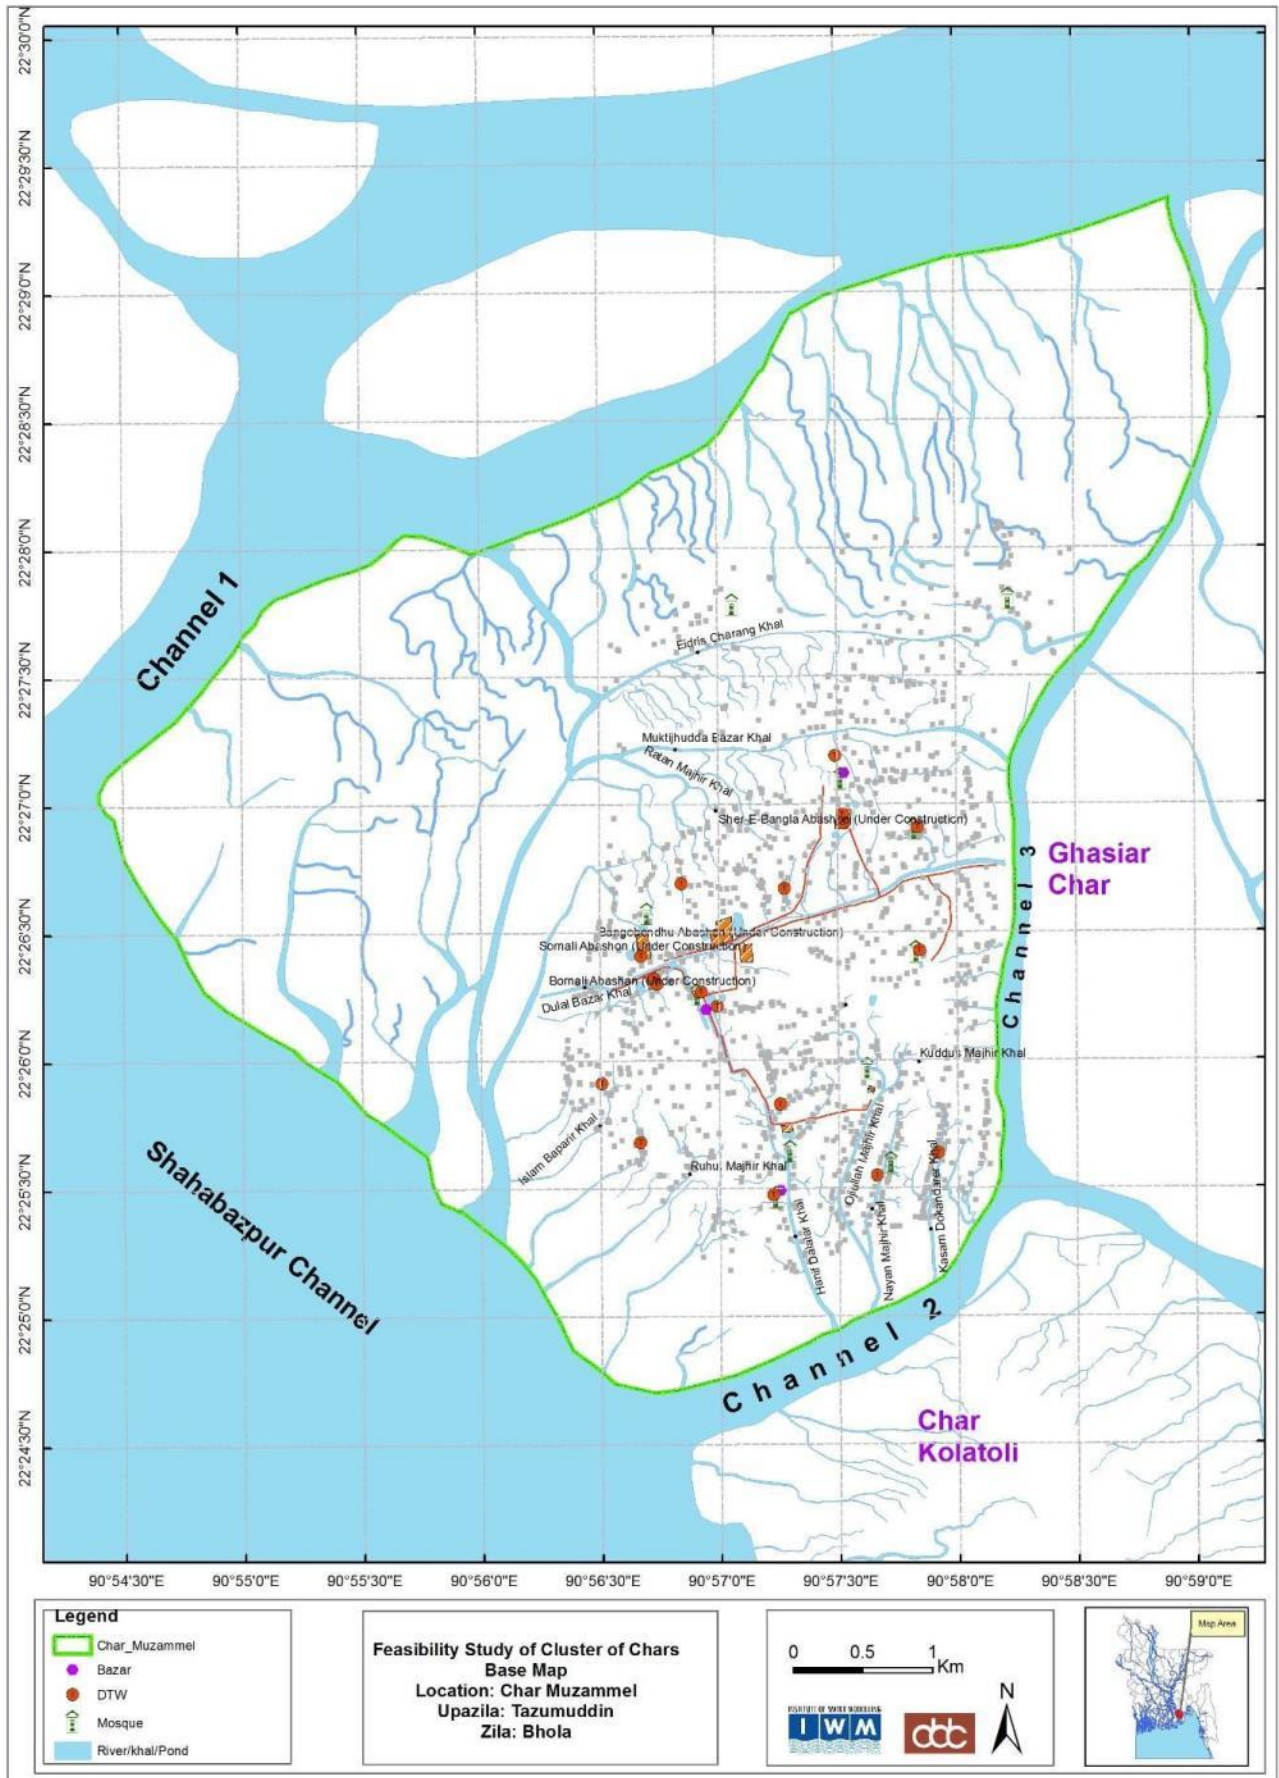 22°30'0"N
22°29'30"N
22°29'0"N
22°28'30"N
22°28'0"N
22°27'30"N
22°27'0"N
22°26'30"N
22°26'0"N
22°25'30"N
22°25'0"N
22°24'30"N
Channel 1
Eidris Charang Khal
Muktijhudda Bazar Khal
Ratan Majhir Khal
Sher-E-Bangla Abashon (Under Construction)
Channel 3
Ghasiar
Char
Bangobondhu Abashon (Under Construction)
Sornali Abashon (Under Construction)
Bornali Abashan (Under Construction)
Dulal Bazar Khal
Kuddus Majhir Khal
Islam Baparir Khal
Ruhul Majhir Khal
Ojiullah Majhir Khal
Hanif Dalalar Khal
Nayan Majhir Khal
Kasam Dokandarer Khal
Shahabazpur Channel
Channel 2
Char
Kolatoli
90°54'30"E 90°55'0"E 90°55'30"E 90°56'0"E 90°56'30"E 90°57'0"E 90°57'30"E 90°58'0"E 90°58'30"E 90°59'0"E
Legend
Char_Muzammel
Bazar
DTW
Mosque
River/khal/Pond
Feasibility Study of Cluster of Chars
Base Map
Location: Char Muzammel
Upazila: Tazumuddin
Zila: Bhola
0 0.5 1
Km
INSTITUTE OF WATER MODELLING
IWM
N
Map Area